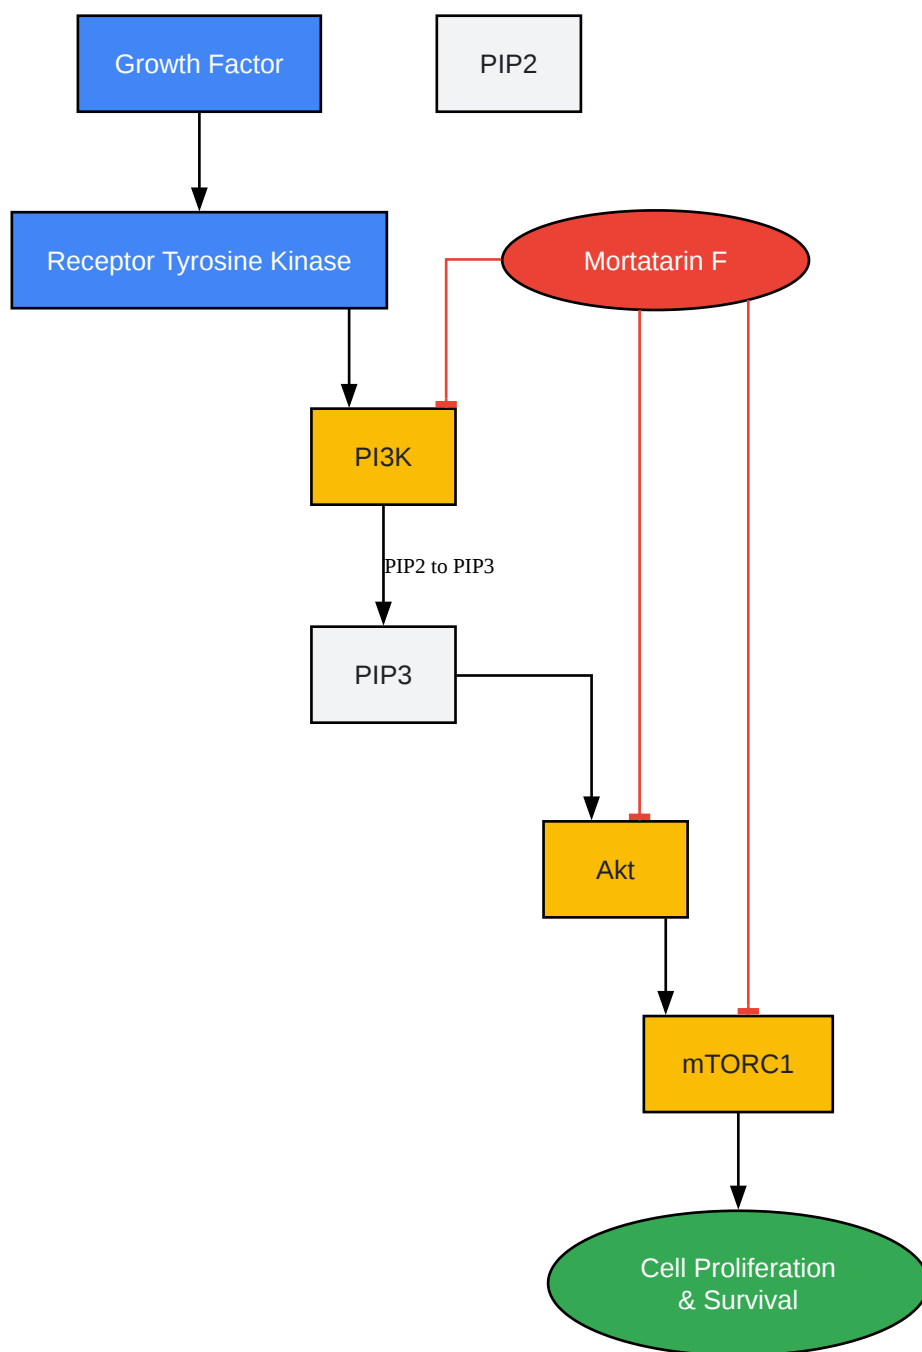 Growth Factor
PIP2
Receptor Tyrosine Kinase
Mortatarin F
PI3K
PIP2 to PIP3
PIP3
Akt
mTORC1
Cell Proliferation
& Survival